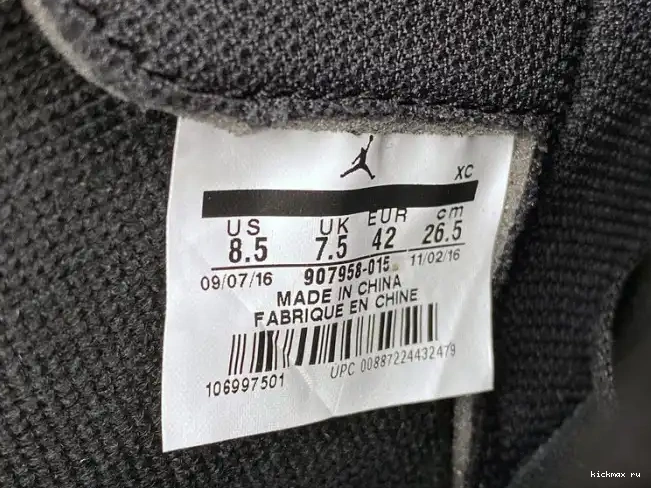 XC
US UK EUR cm
8.5 7.5 42 26.5
09/07/16 907958-015 11/02/16
MADE IN CHINA
FABRIQUE EN CHINE
106997501 UPC 00887224432479
kickmax ru